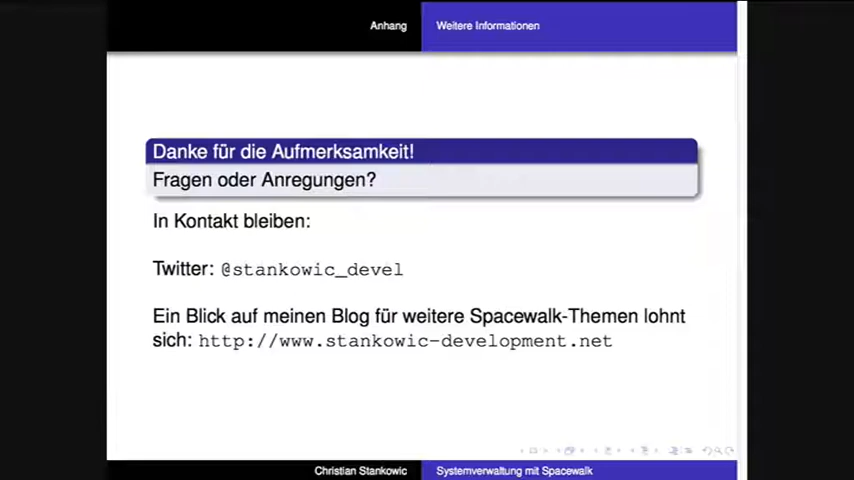 Anhang Weitere Informationen
Danke für die Aufmerksamkeit!
Fragen oder Anregungen?
In Kontakt bleiben:
Twitter: @stankowic_devel
Ein Blick auf meinen Blog für weitere Spacewalk-Themen lohnt
sich: http://www.stankowic-development.net
Christian Stankowic Systemverwaltung mit Spacewalk